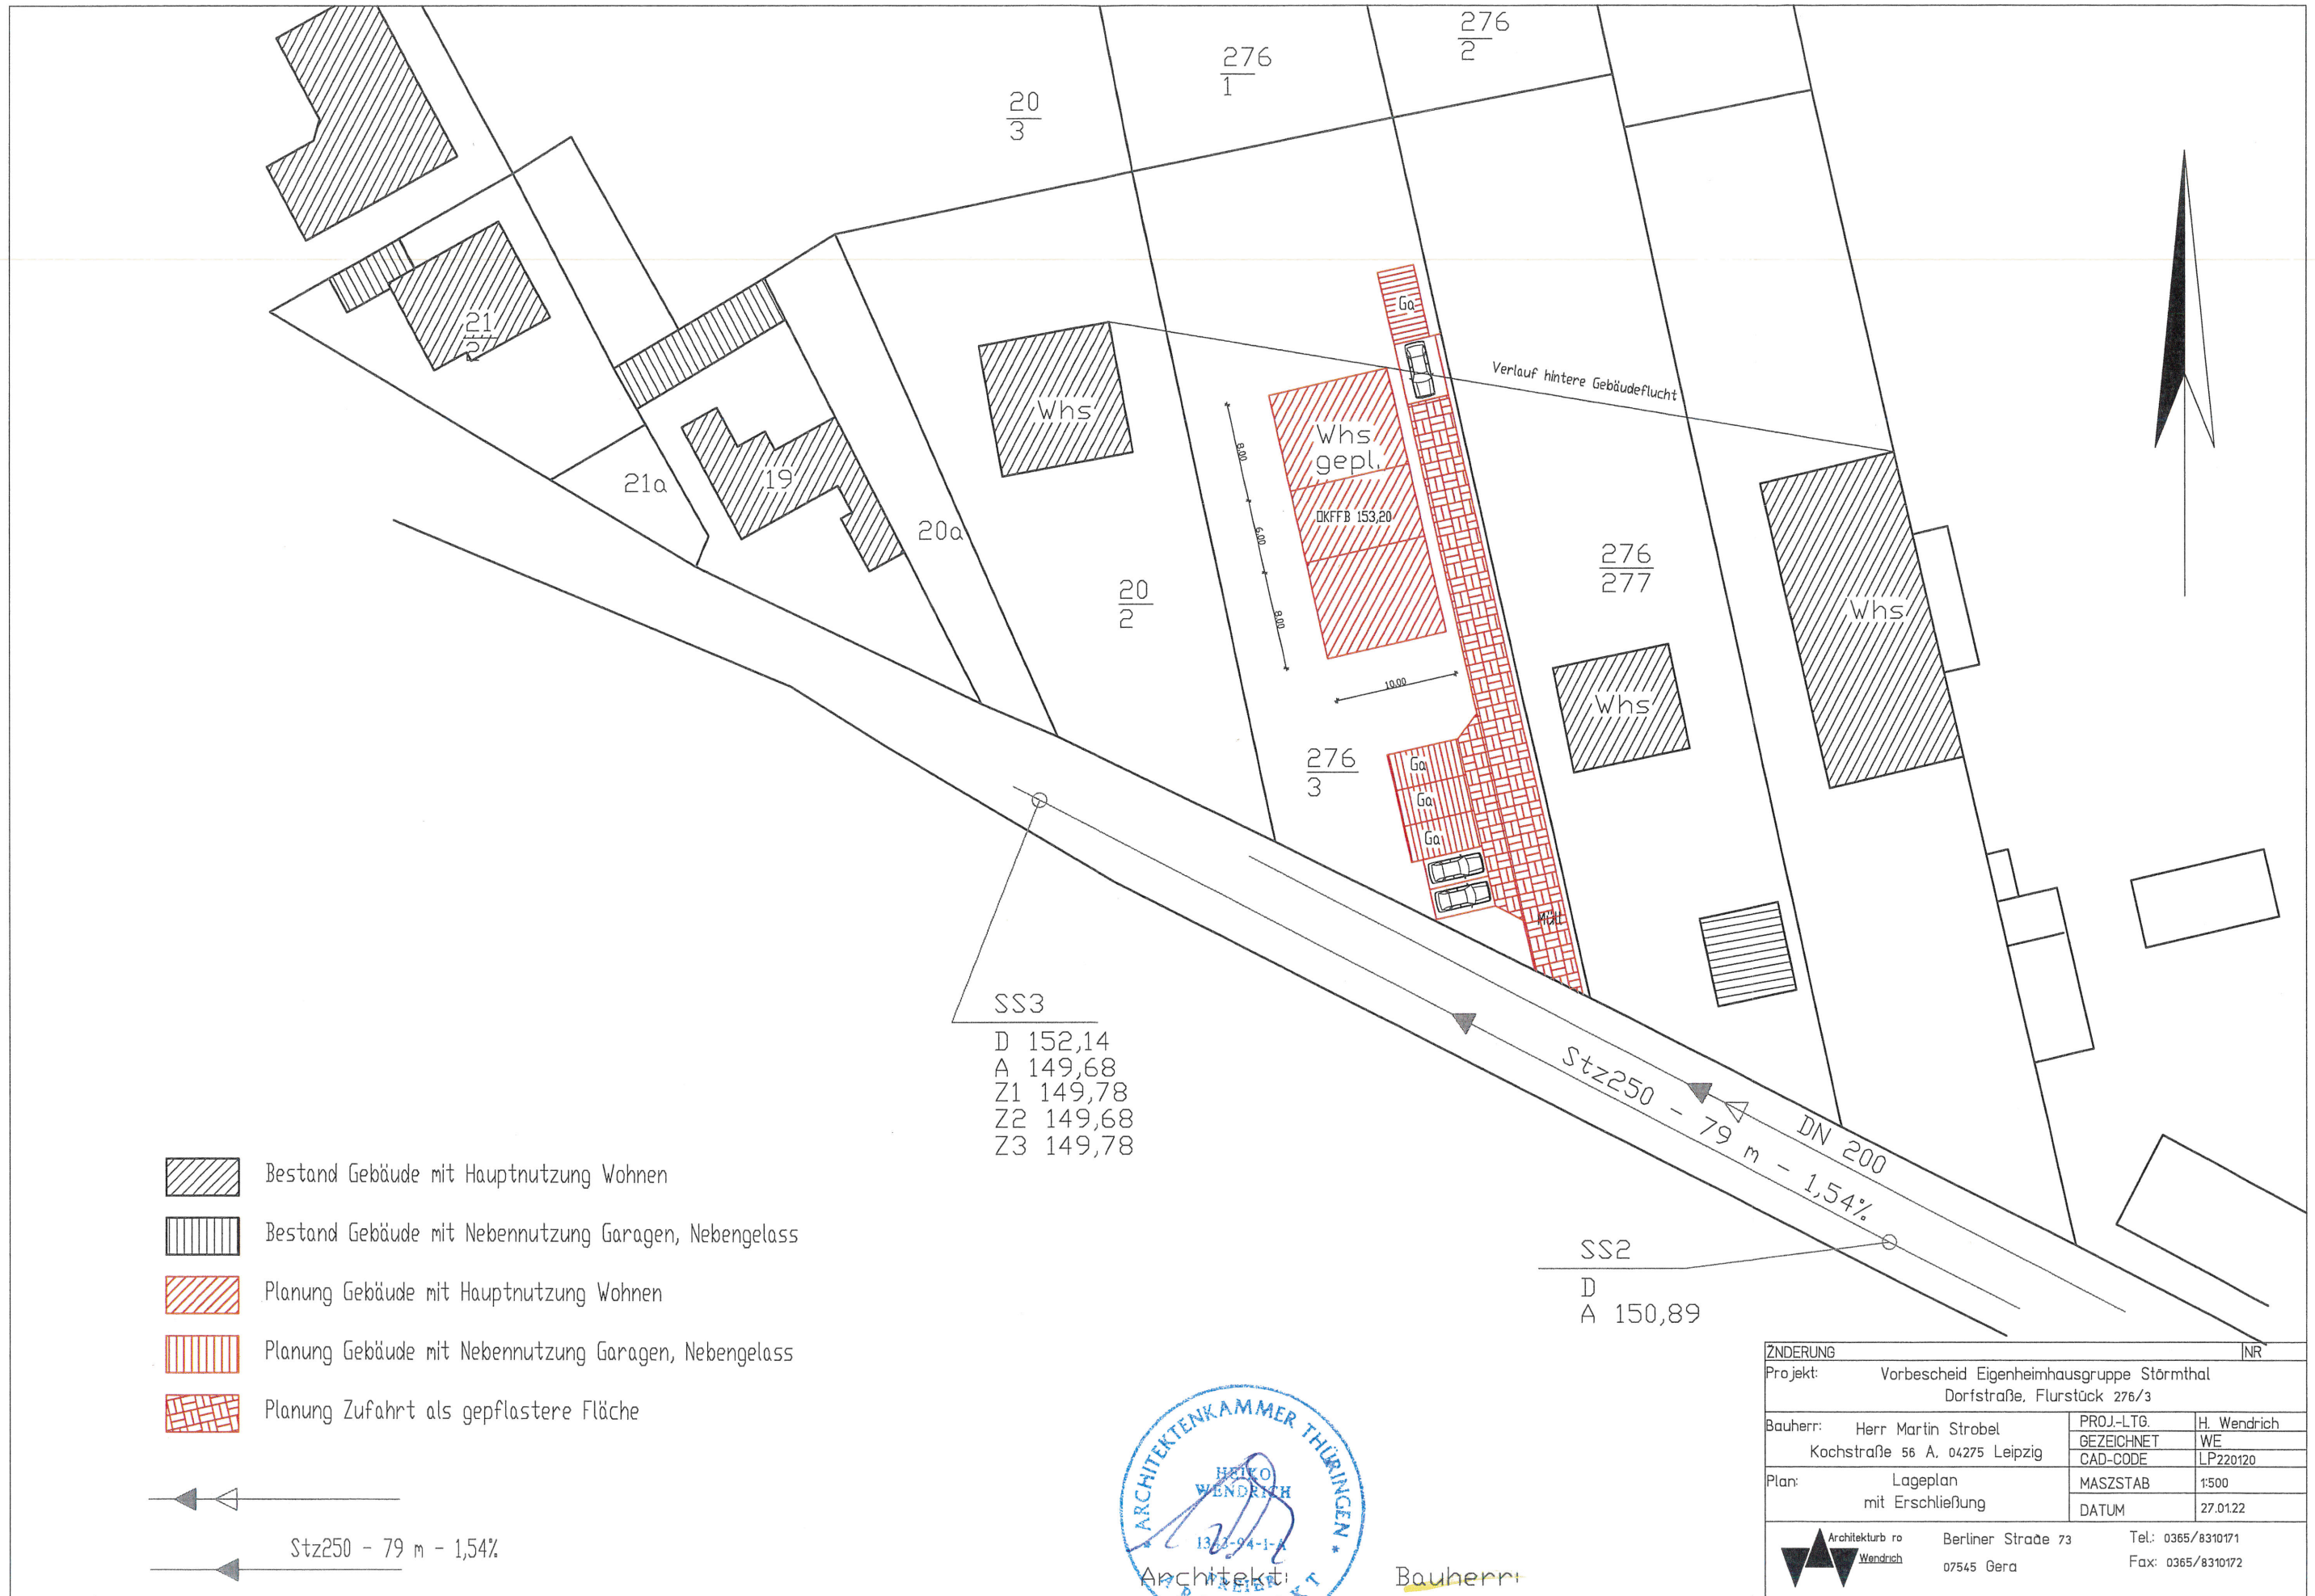 276
2
276
1
20
3
Ga
Verlauf hintere Gebäudeflucht
21
2
Whs
Whs
gepl.
8.00
21a
19
20a
OKFFB 153,20
6.00
276
277
20
2
8.00
Whs
10.00
Whs
276
3
Ga
Ga
Ga
Müll
SS3
D 152,14
A 149,68
Z1 149,78
Z2 149,68
Z3 149,78
Stz250 - 79 m - 1,54%
DN 200
SS2
D
A 150,89
Bestand Gebäude mit Hauptnutzung Wohnen
Bestand Gebäude mit Nebennutzung Garagen, Nebengelass
Planung Gebäude mit Hauptnutzung Wohnen
Planung Gebäude mit Nebennutzung Garagen, Nebengelass
Planung Zufahrt als gepflastere Fläche
Stz250 - 79 m - 1,54%
ARCHITEKTENKAMMER THÜRINGEN
HEIKO
WENDRICH
FREIER
Architekt:
Bauherr:
ŽNDERUNG NR
Projekt: Vorbescheid Eigenheimhausgruppe Störmthal
Dorfstraße, Flurstück 276/3
Bauherr: Herr Martin Strobel
Kochstraße 56 A, 04275 Leipzig
PROJ.-LTG. H. Wendrich
GEZEICHNET WE
CAD-CODE LP220120
Plan: Lageplan
mit Erschließung
MASZSTAB 1:500
DATUM 27.01.22
Architekturb ro
Wendrich
Berliner Straße 73
07545 Gera
Tel.: 0365/8310171
Fax: 0365/8310172